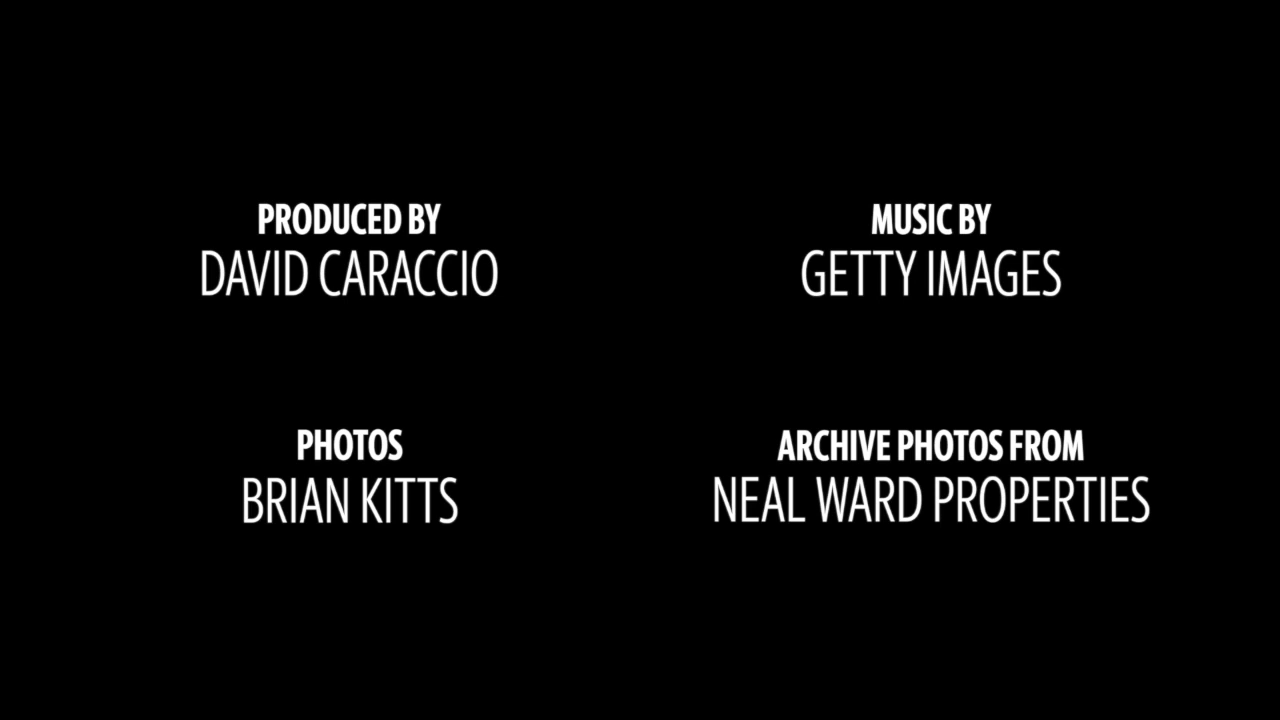 PRODUCED BY
DAVID CARACCIO
MUSIC BY
GETTY IMAGES
PHOTOS
BRIAN KITTS
ARCHIVE PHOTOS FROM
NEAL WARD PROPERTIES